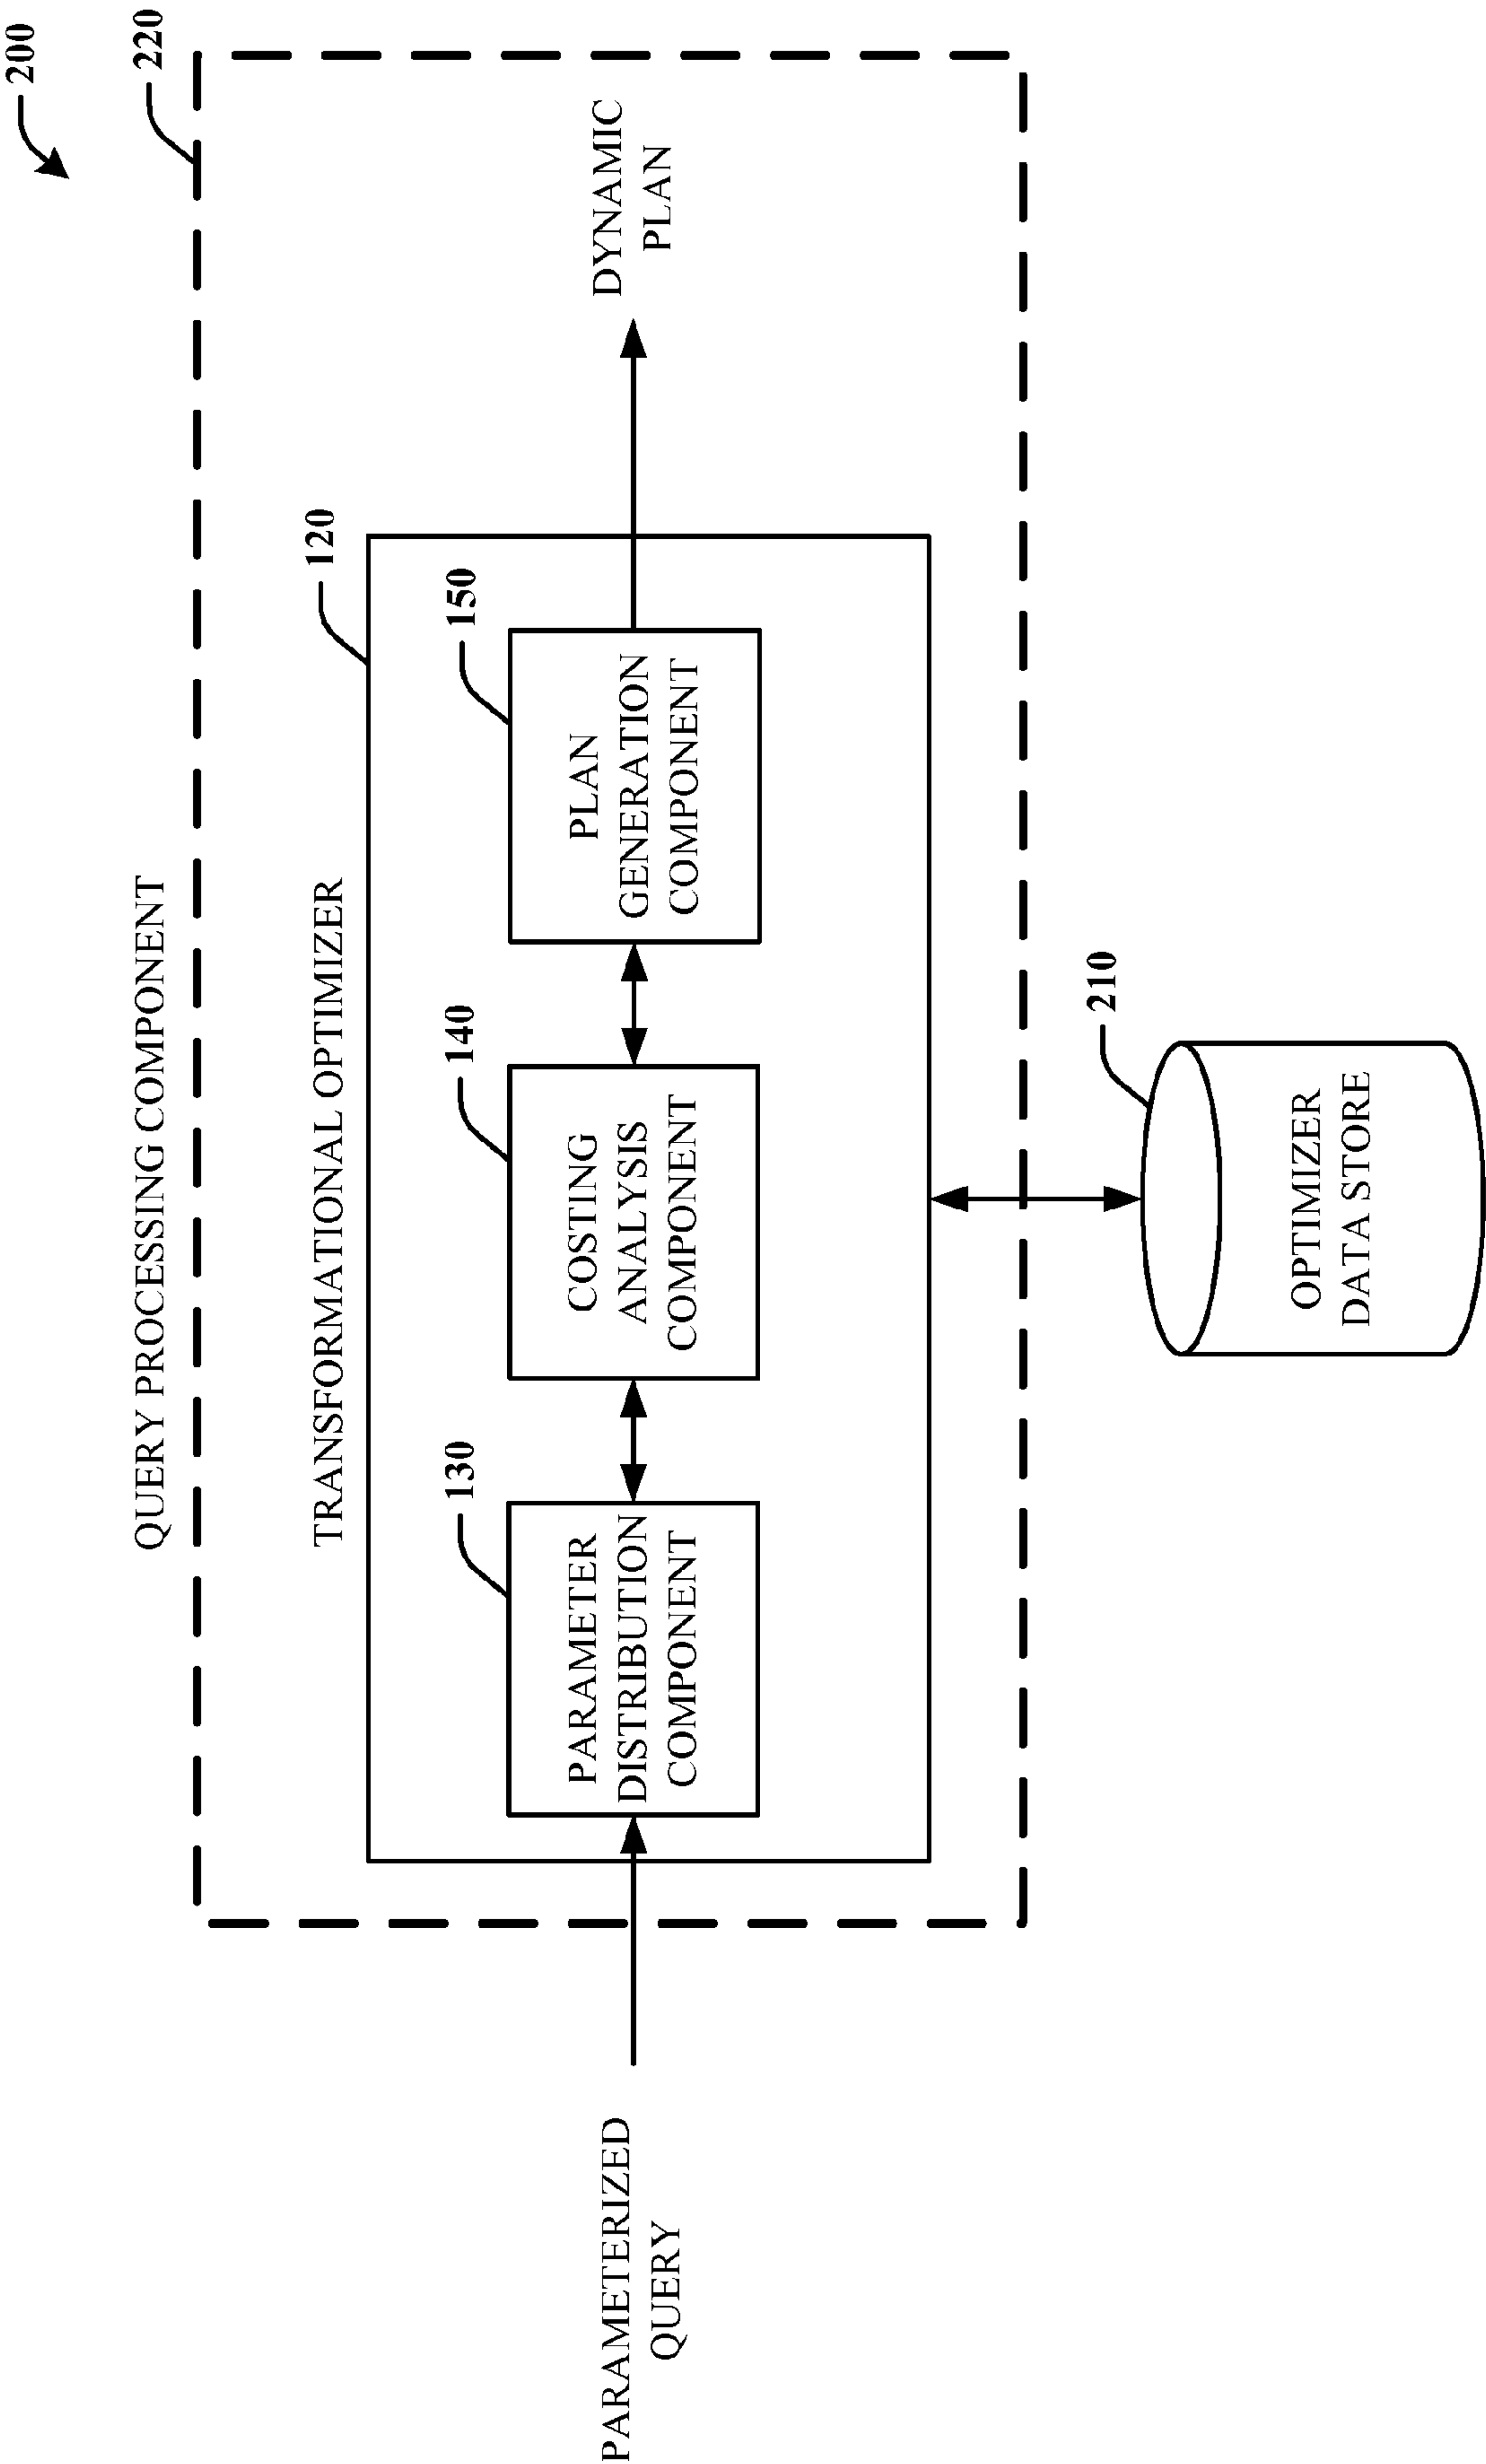 200
220
QUERY PROCESSING COMPONENT
TRANSFORMATIONAL OPTIMIZER
120
130
140
150
PARAMETERIZED
QUERY
PARAMETER
DISTRIBUTION
COMPONENT
COSTING
ANALYSIS
COMPONENT
PLAN
GENERATION
COMPONENT
DYNAMIC
PLAN
210
OPTIMIZER
DATA STORE